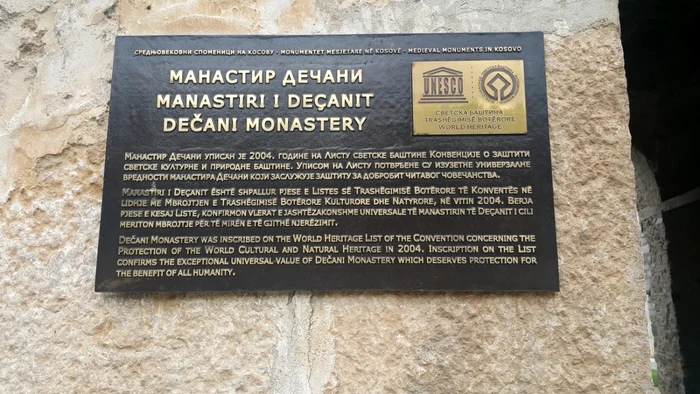 СРЕДЊОВЕКОВНИ СПОМЕНИЦИ НА КОСОВУ - MONUMENTET MESJETARE NË KOSOVË - MEDIEVAL MONUMENTS IN KOSOVO
МАНАСТИР ДЕЧАНИ
MANASTIRI I DEÇANIT
DEČANI MONASTERY
UNESCO
СВЕТСКА БАШТИНА
TRASHËGIMISË BOTËRORE
WORLD HERITAGE
МАНАСТИР ДЕЧАНИ УПИСАН ЈЕ 2004. ГОДИНЕ НА ЛИСТУ СВЕТСКЕ БАШТИНЕ КОНВЕНЦИЈЕ О ЗАШТИТИ
СВЕТСКЕ КУЛТУРНЕ И ПРИРОДНЕ БАШТИНЕ. УПИСОМ НА ЛИСТУ ПОТВРЂЕНЕ СУ ИЗУЗЕТНЕ УНИВЕРЗАЛНЕ
ВРЕДНОСТИ МАНАСТИРА ДЕЧАНИ КОЈИ ЗАСЛУЖУЈЕ ЗАШТИТУ ЗА ДОБРОБИТ ЧИТАВОГ ЧОВЕЧАНСТВА.
MANASTIRI I DEÇANIT ËSHTË SHPALLUR PJESE E LISTES SË TRASHËGIMISË BOTËRORE TË KONVENTËS NË
LIDHJE ME MBROJTJEN E TRASHËGIMISË BOTËRORE KULTURORE DHE NATYRORE, NË VITIN 2004. BERJA
PJESE E KESAJ LISTE, KONFIRMON VLERAT E JASHTËZAKONSHME UNIVERSALE TË MANASTIRIN TË DEÇANIT I CILI
MERITON MBROJTJE PËR TË MIRËN E TË GJITHË NJERËZIMIT.
DEČANI MONASTERY WAS INSCRIBED ON THE WORLD HERITAGE LIST OF THE CONVENTION CONCERNING THE
PROTECTION OF THE WORLD CULTURAL AND NATURAL HERITAGE IN 2004. INSCRIPTION ON THE LIST
CONFIRMS THE EXCEPTIONAL UNIVERSAL VALUE OF DEČANI MONASTERY WHICH DESERVES PROTECTION FOR
THE BENEFIT OF ALL HUMANITY.